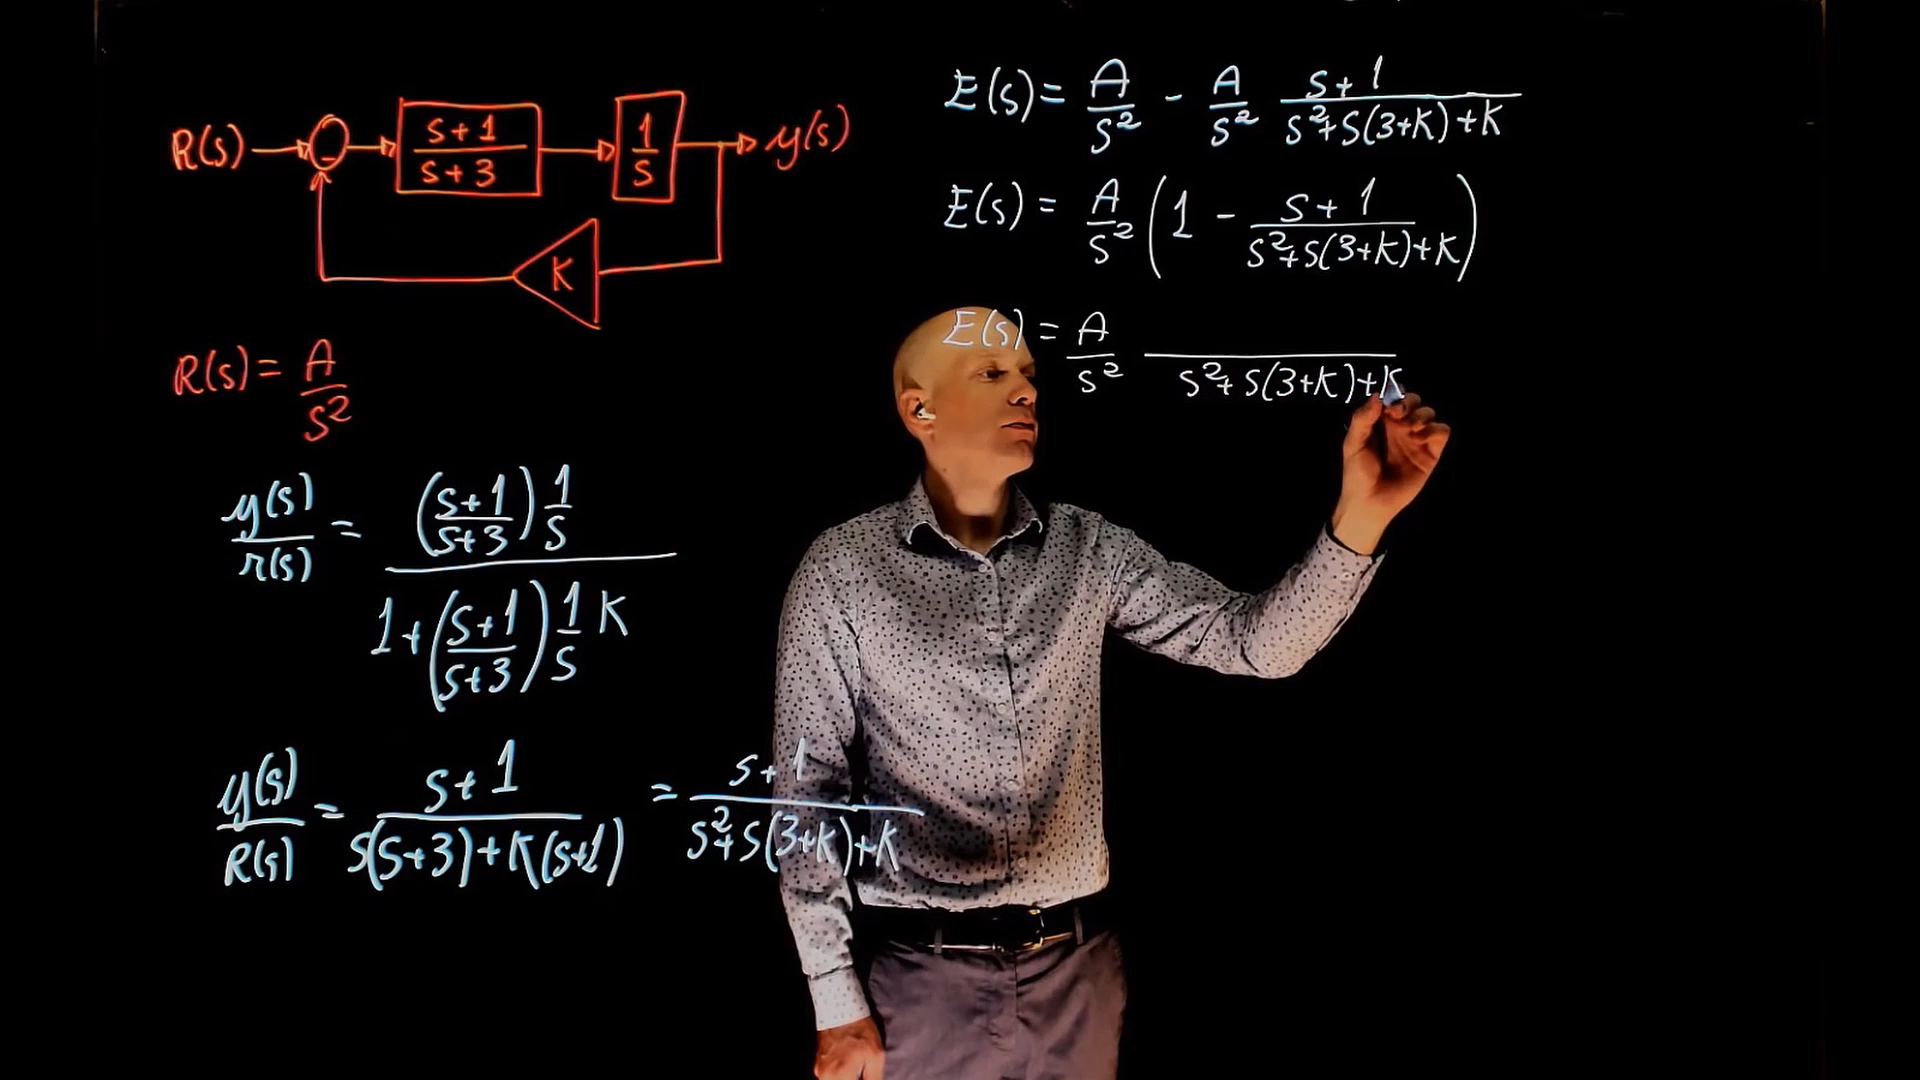 R(s) → - → (s+1)/(s+3) → 1/s → y(s)
K
R(s) = A/s²
y(s)/r(s) = ((s+1)/(s+3)) 1/s / (1+((s+1)/(s+3)) 1/s K)
y(s)/R(s) = (s+1)/(s(s+3)+K(s+1)) = (s+1)/(s²+s(3+K)+K)
E(s) = A/s² - A/s² (s+1)/(s²+s(3+K)+K)
E(s) = A/s² (1 - (s+1)/(s²+s(3+K)+K))
E(s) = A/s² /(s²+s(3+K)+K)